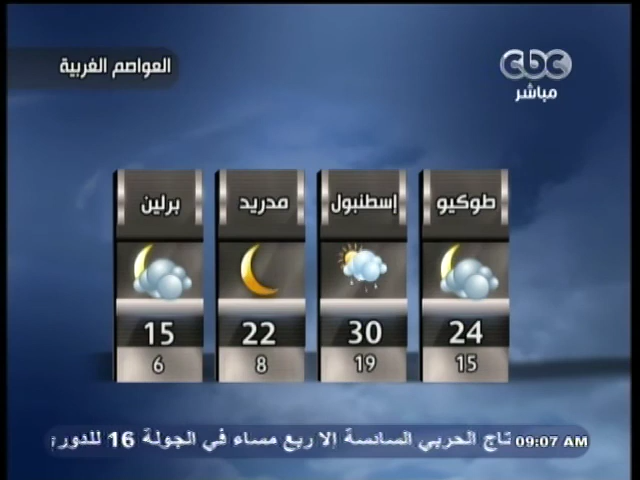 العواصم الغربية
cbc
مباشر
طوكيو
24
15
إسطنبول
30
19
مدريد
22
8
برلين
15
6
09:07 AM
تاج الحربي السادسة إلا ربع مساء في الجولة 16 للدوري